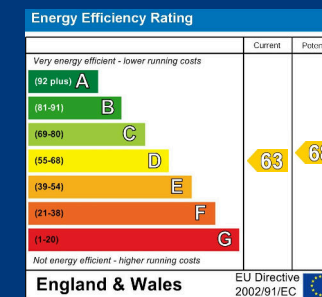 Energy Efficiency Rating
Current
Very energy efficient - lower running costs
(92 plus) A
(81-91) B
(69-80) C
(55-68) D
63
(39-54) E
(21-38) F
(1-20) G
Not energy efficient - higher running costs
England & Wales
EU Directive
2002/91/EC